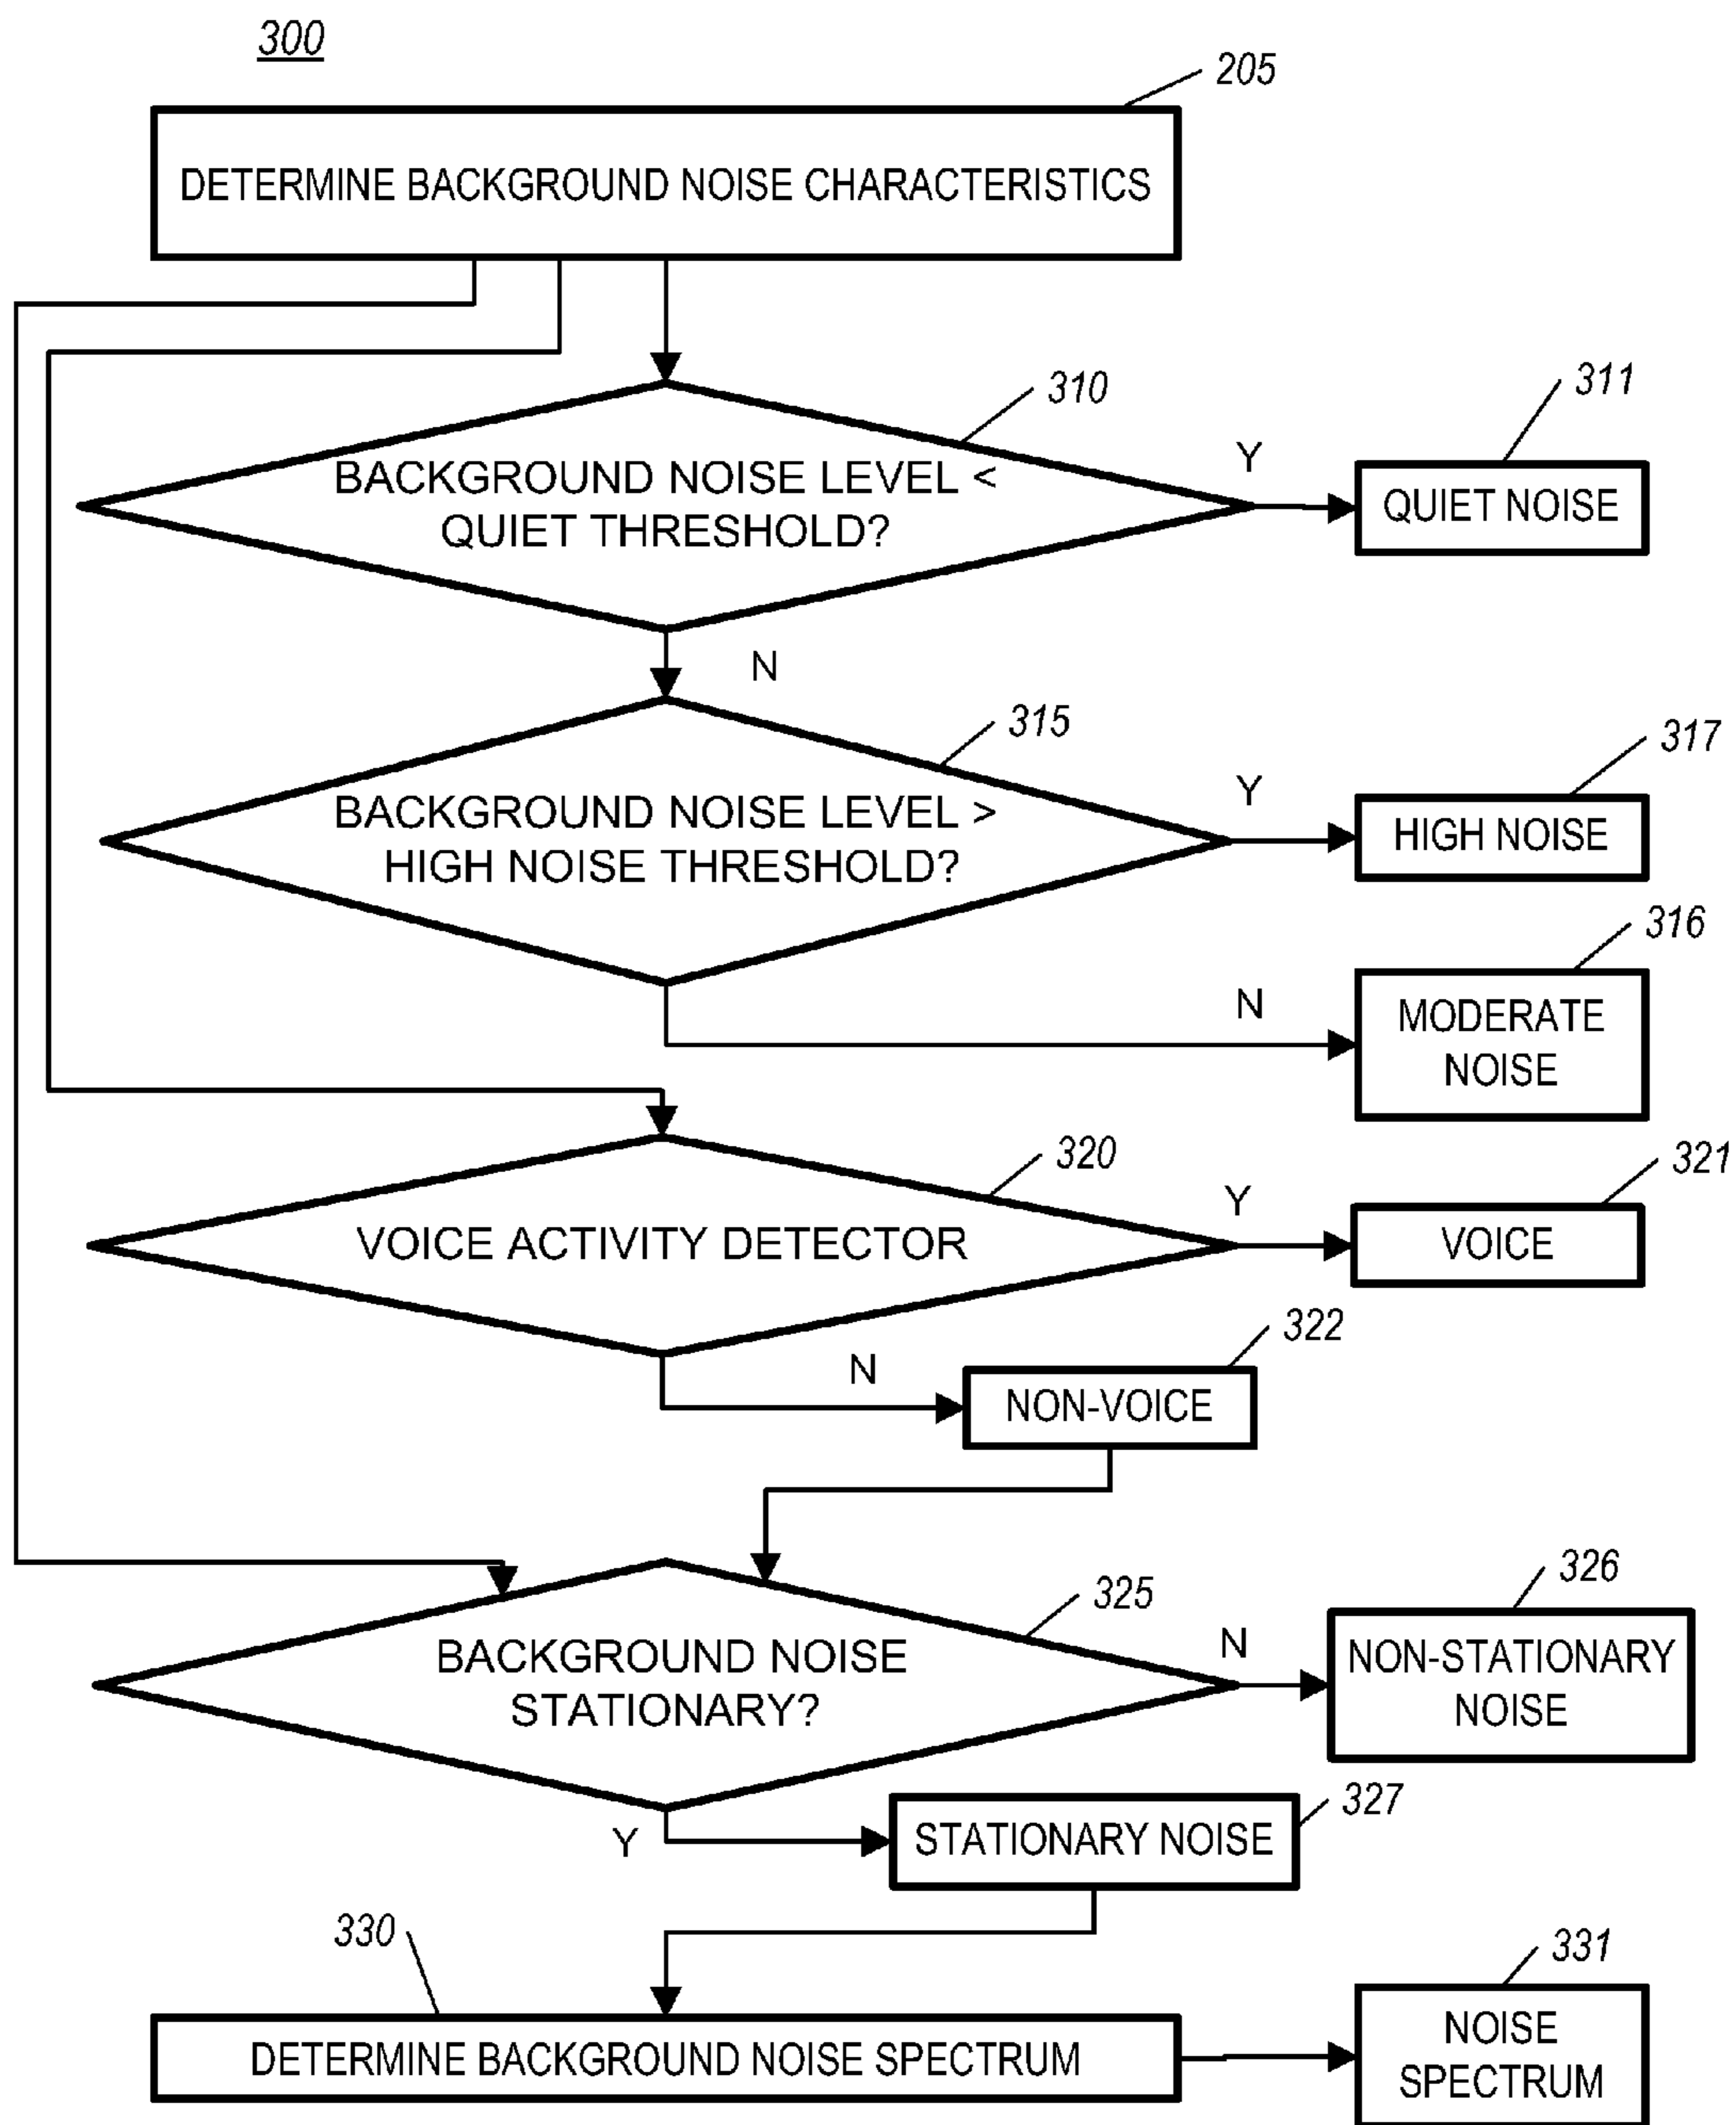 300
205
DETERMINE BACKGROUND NOISE CHARACTERISTICS
310
BACKGROUND NOISE LEVEL <
QUIET THRESHOLD?
Y
311
QUIET NOISE
N
315
BACKGROUND NOISE LEVEL >
HIGH NOISE THRESHOLD?
Y
317
HIGH NOISE
N
316
MODERATE
NOISE
320
VOICE ACTIVITY DETECTOR
Y
321
VOICE
N
322
NON-VOICE
325
BACKGROUND NOISE
STATIONARY?
N
326
NON-STATIONARY
NOISE
Y
327
STATIONARY NOISE
330
DETERMINE BACKGROUND NOISE SPECTRUM
331
NOISE
SPECTRUM